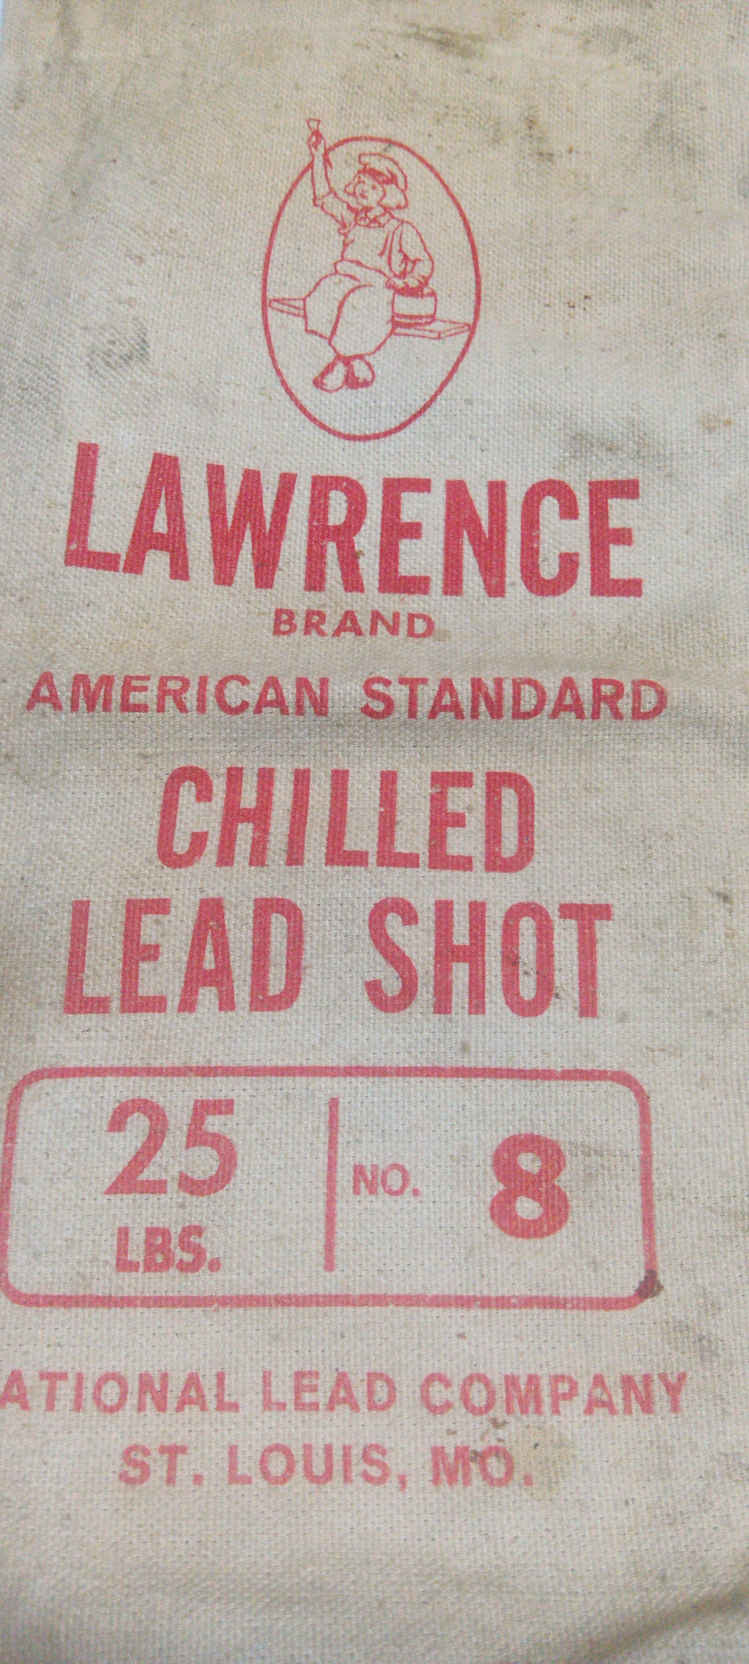 LAWRENCE
BRAND
AMERICAN STANDARD
CHILLED
LEAD SHOT
25
LBS.
NO. 8
ATIONAL LEAD COMPANY
ST. LOUIS, MO.